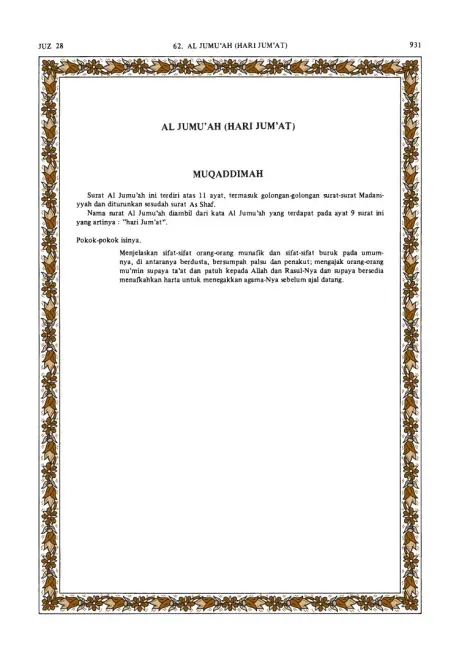 JUZ 28 62. AL JUMU'AH (HARI JUM'AT) 931
AL JUMU'AH (HARI JUM'AT)
MUQADDIMAH
Surat Al Jumu'ah ini terdiri atas 11 ayat, termasuk golongan-golongan surat-surat Madani-
yyah dan diturunkan sesudah surat As Shaf.
Nama surat Al Jumu'ah diambil dari kata Al Jumu'ah yang terdapat pada ayat 9 surat ini
yang artinya : "hari Jum'at".
Pokok-pokok isinya.
Menjelaskan sifat-sifat orang-orang munafik dan sifat-sifat buruk pada umum-
nya, di antaranya berdusta, bersumpah palsu dan penakut; mengajak orang-orang
mu'min supaya ta'at dan patuh kepada Allah dan Rasul-Nya dan supaya bersedia
menafkahkan harta untuk menegakkan agama-Nya sebelum ajal datang.